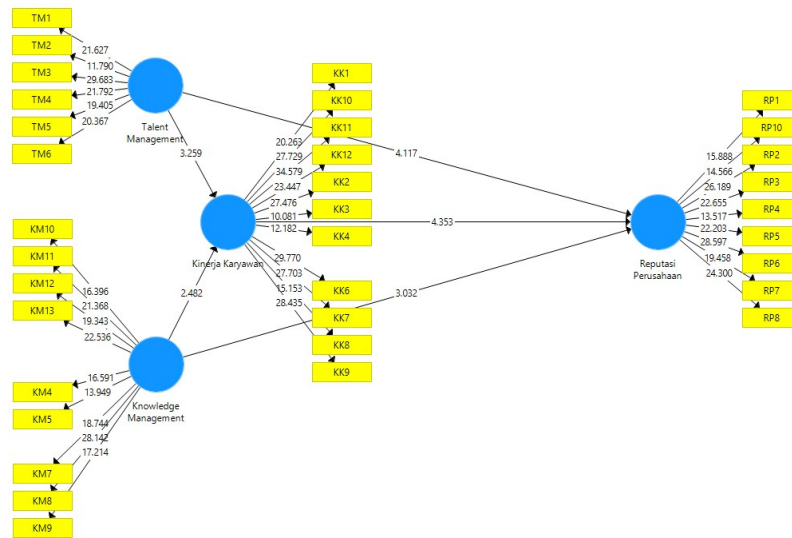 TM1
TM2
TM3
TM4
TM5
TM6
21.627
11.790
29.683
21.792
19.405
20.367
Talent
Management
3.259
KM10
KM11
KM12
KM13
KM4
KM5
KM7
KM8
KM9
16.396
21.368
19.343
22.536
16.591
13.949
18.744
28.142
17.214
Knowledge
Management
2.482
Kinerja Karyawan
KK1
KK10
KK11
KK12
KK2
KK3
KK4
KK6
KK7
KK8
KK9
20.263
27.729
34.579
23.447
27.476
10.081
12.182
29.770
27.703
15.153
28.435
4.117
4.353
3.032
Reputasi
Perusahaan
15.888
14.566
26.189
22.655
13.517
22.203
28.597
19.458
24.300
RP1
RP10
RP2
RP3
RP4
RP5
RP6
RP7
RP8